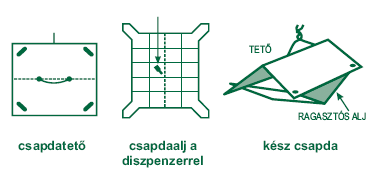 TETŐ
RAGASZTÓS ALJ
csapdatető
csapdaalj a
diszpenzerrel
kész csapda